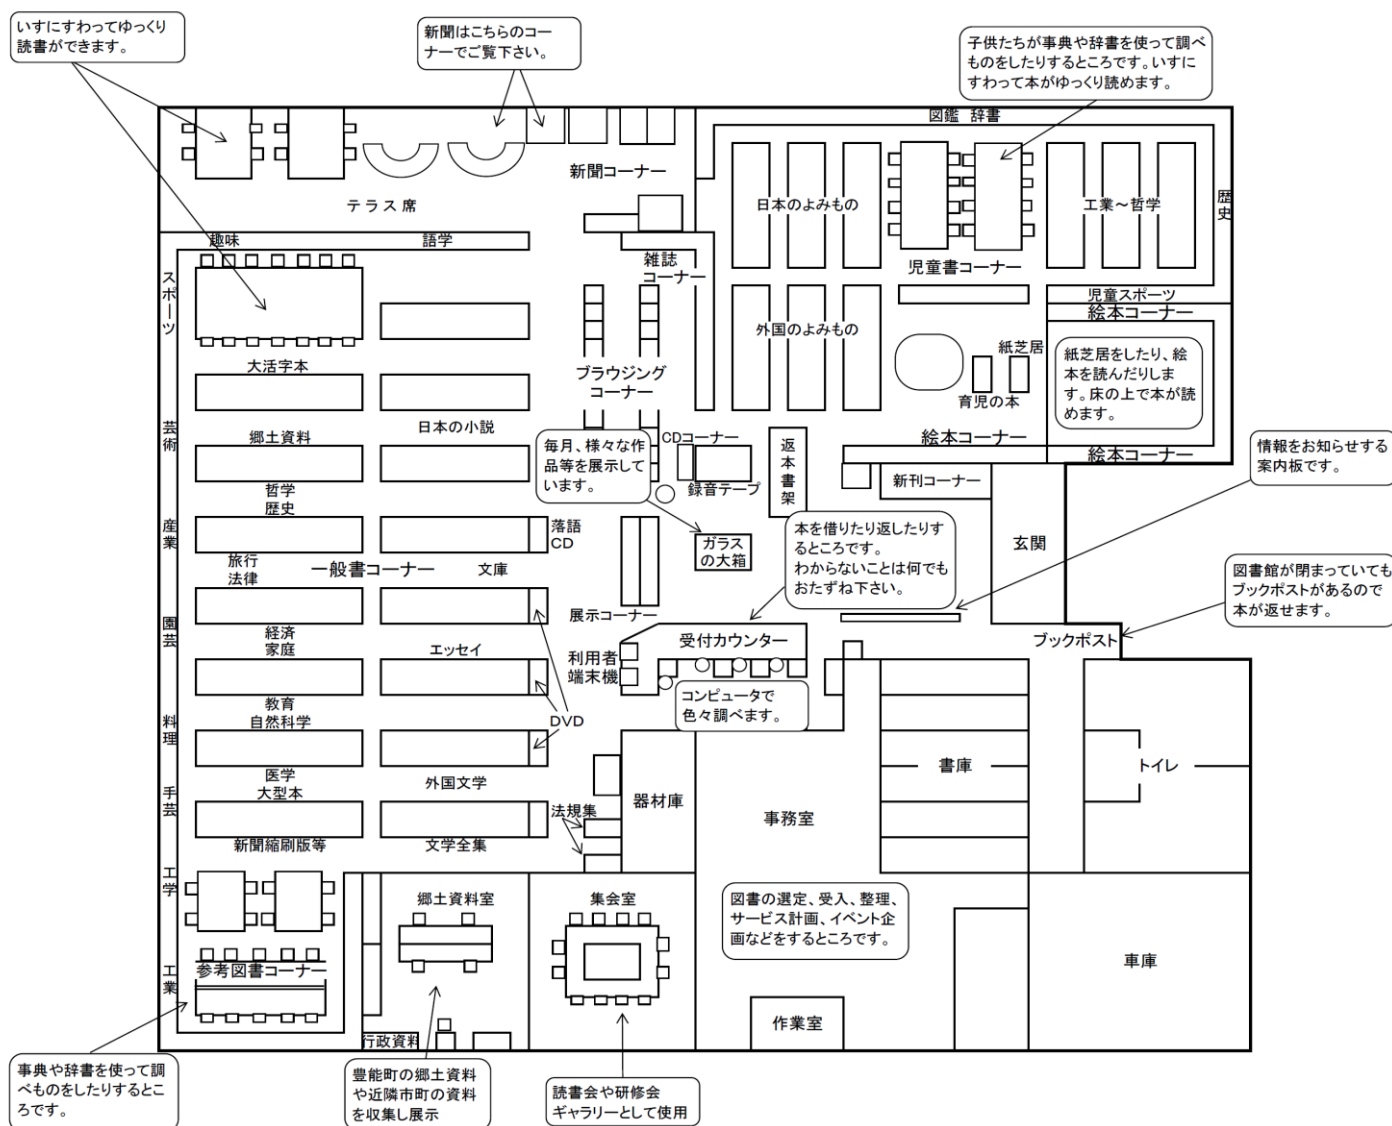 いすにすわってゆっくり
読書ができます。
新聞はこちらのコー
ナーでご覧下さい。
子供たちが事典や辞書を使って調べ
ものをしたりするところです。いすに
すわって本がゆっくり読めます。
図鑑 辞書
新聞コーナー
テラス席
日本のよみもの
工業～哲学
歴史
趣味
語学
雑誌
コーナー
児童書コーナー
スポーツ
児童スポーツ
絵本コーナー
外国のよみもの
紙芝居
紙芝居をしたり、絵
本を読んだりしま
す。床の上で本が読
めます。
大活字本
ブラウジング
コーナー
育児の本
芸術
郷土資料
日本の小説
毎月、様々な作
品等を展示して
います。
CDコーナー
返本書架
絵本コーナー
絵本コーナー
情報をお知らせする
案内板です。
録音テープ
新刊コーナー
哲学
歴史
産業
落語
CD
ガラス
の大箱
本を借りたり返したりす
るところです。
わからないことは何でも
おたずね下さい。
玄関
旅行
法律
一般書コーナー
文庫
図書館が閉まっていても
ブックポストがあるので
本が返せます。
園芸
展示コーナー
経済
家庭
エッセイ
利用者
端末機
受付カウンター
ブックポスト
コンピュータで
色々調べます。
教育
自然科学
DVD
料理
医学
大型本
外国文学
書庫
トイレ
手芸
法規集
器材庫
事務室
新聞縮刷版等
文学全集
工学
郷土資料室
集会室
図書の選定、受入、整理、
サービス計画、イベント企
画などをするところです。
工業
参考図書コーナー
車庫
作業室
行政資料
事典や辞書を使って調
べものをしたりするとこ
ろです。
豊能町の郷土資料
や近隣市町の資料
を収集し展示
読書会や研修会
ギャラリーとして使用